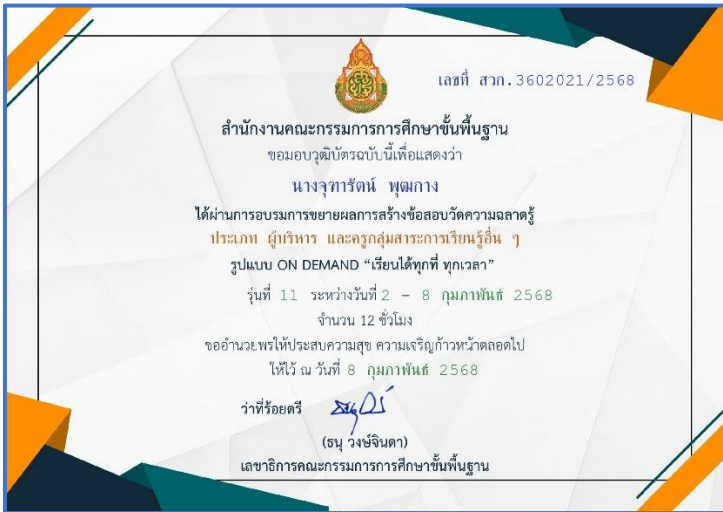 เลขที่ สวก.3602021/2568
สำนักงานคณะกรรมการการศึกษาขั้นพื้นฐาน
ขอมอบวุฒิบัตรฉบับนี้เพื่อแสดงว่า
นางจุฑารัตน์ พุฒกาง
ได้ผ่านการอบรมการขยายผลการสร้างข้อสอบวัดความฉลาดรู้
ประเภท ผู้บริหาร และครูกลุ่มสาระการเรียนรู้อื่น ๆ
รูปแบบ ON DEMAND “เรียนได้ทุกที่ ทุกเวลา”
รุ่นที่ 11 ระหว่างวันที่ 2 - 8 กุมภาพันธ์ 2568
จำนวน 12 ชั่วโมง
ขออำนวยพรให้ประสบความสุข ความเจริญก้าวหน้าตลอดไป
ให้ไว้ ณ วันที่ 8 กุมภาพันธ์ 2568
ว่าที่ร้อยตรี
(ธนุ วงษ์จินดา)
เลขาธิการคณะกรรมการการศึกษาขั้นพื้นฐาน